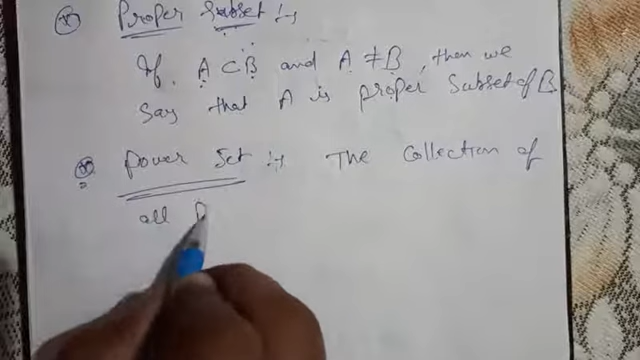 Proper Subset :-
If A ⊂ B and A ≠ B, then we
say that A is proper Subset of B
Power Set :- The Collection of
all